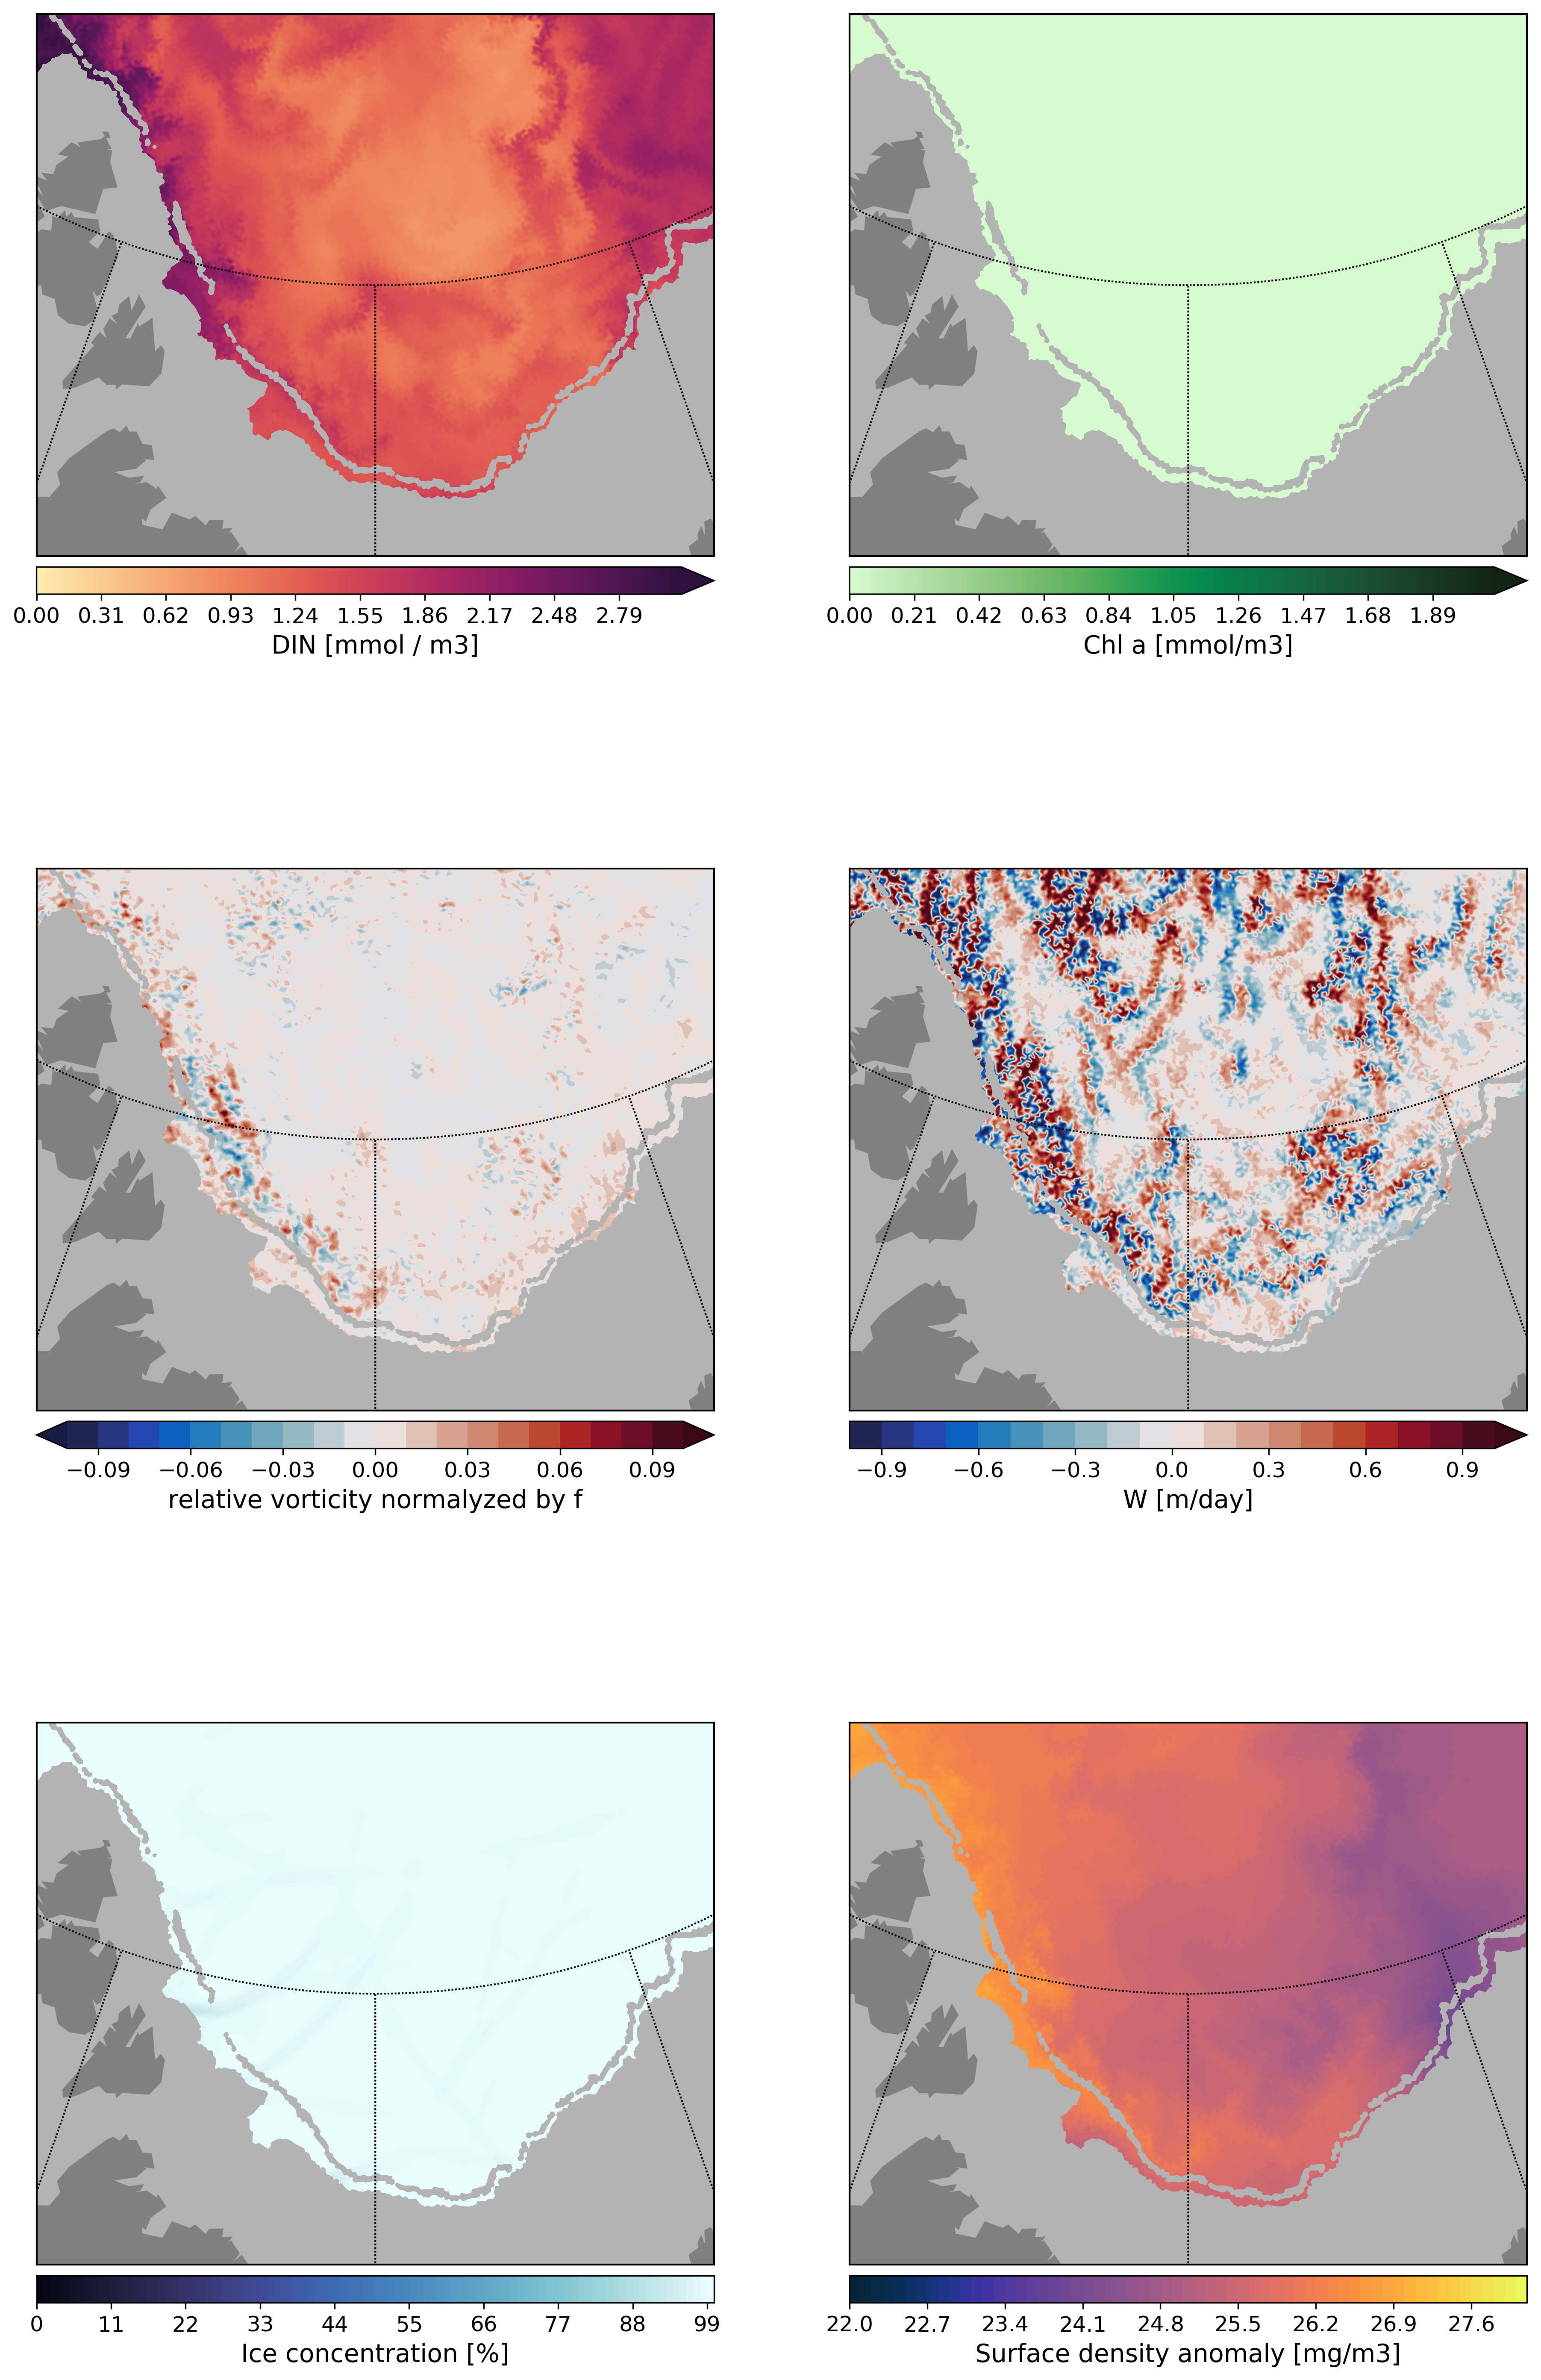 0.00 0.31 0.62 0.93 1.24 1.55 1.86 2.17 2.48 2.79
DIN [mmol / m3]
0.00 0.21 0.42 0.63 0.84 1.05 1.26 1.47 1.68 1.89
Chl a [mmol/m3]
−0.09 −0.06 −0.03 0.00 0.03 0.06 0.09
relative vorticity normalyzed by f
−0.9 −0.6 −0.3 0.0 0.3 0.6 0.9
W [m/day]
0 11 22 33 44 55 66 77 88 99
Ice concentration [%]
22.0 22.7 23.4 24.1 24.8 25.5 26.2 26.9 27.6
Surface density anomaly [mg/m3]